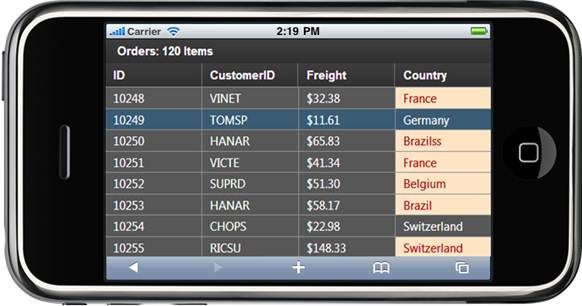 Carrier 2:19 PM
Orders: 120 Items
ID CustomerID Freight Country
10248 VINET $32.38 France
10249 TOMSP $11.61 Germany
10250 HANAR $65.83 Brazilss
10251 VICTE $41.34 France
10252 SUPRD $51.30 Belgium
10253 HANAR $58.17 Brazil
10254 CHOPS $22.98 Switzerland
10255 RICSU $148.33 Switzerland